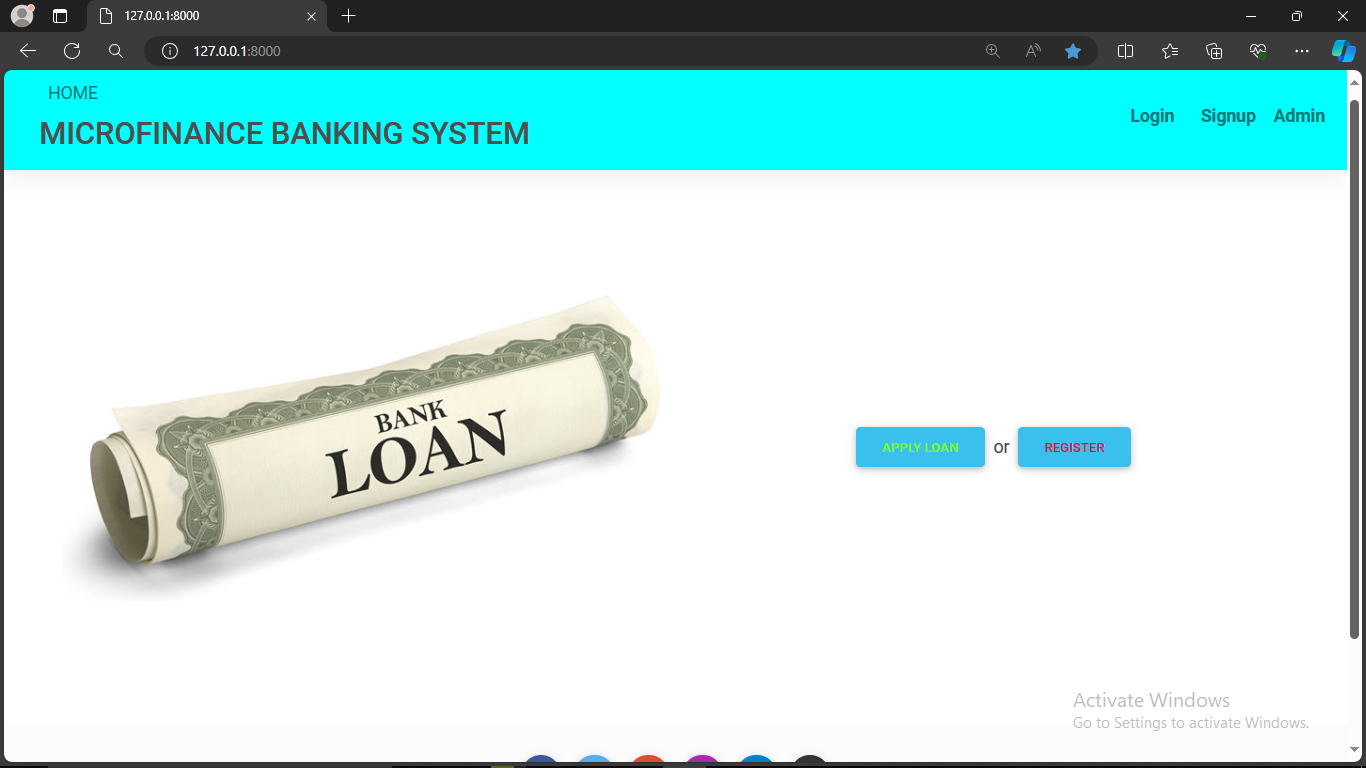 127.0.0.1:8000
127.0.0.1:8000
HOME
MICROFINANCE BANKING SYSTEM
Login Signup Admin
BANK
LOAN
APPLY LOAN or REGISTER
Activate Windows
Go to Settings to activate Windows.